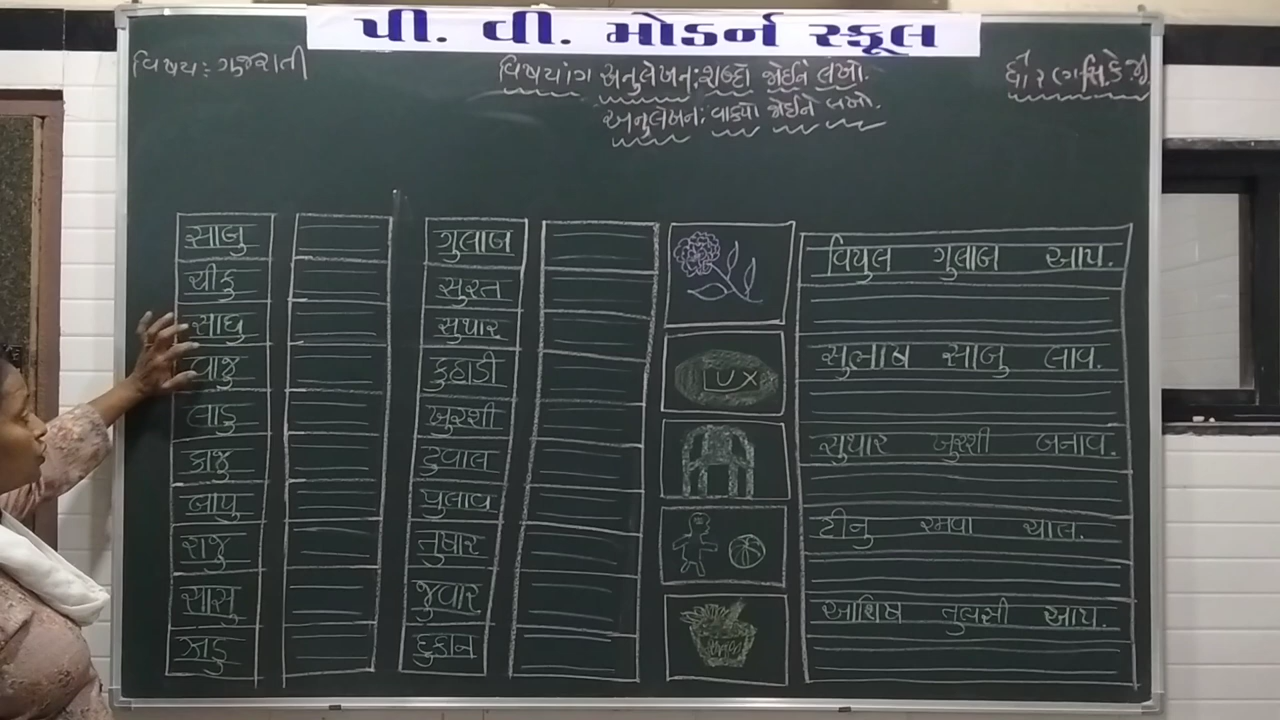 પી. વી. મોડર્ન સ્કૂલ
વિષય: ગુજરાતી
વિષયાંગ અનુલેખન: શબ્દો જોઈને લખો.
ધોરણ સિ.કે.જી
અનુલેખન: વાક્યો જોઈને લખો.
સાબુ
ચીકુ
સાધુ
બાજુ
લાડુ
કાજુ
બાપુ
રાજુ
સાસુ
ઝાડુ
ગુલાબ
સુરત
સુથાર
કુહાડી
ખુરશી
ટુવાલ
પુલાવ
તુષાર
જુવાર
દુકાન
LUX
વિપુલ ગુલાબ આપ.
સુભાષ સાબુ લાવ.
સુથાર ખુરશી બનાવ.
ટીનુ રમવા ચાલ.
આશિષ તુલસી આપ.